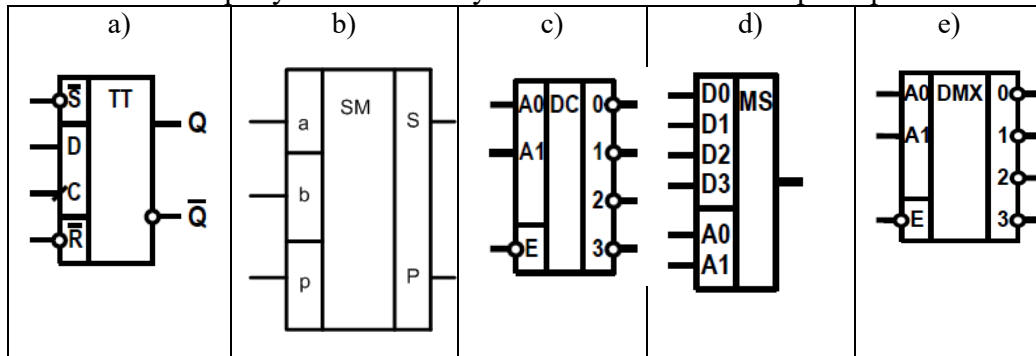 a)
b)
c)
d)
e)
S̅ TT
Q
D
C
R̅
Q̅
SM
a
S
b
p
P
A0 DC 0
A1 1
2
E 3
D0 MS
D1
D2
D3
A0
A1
A0 DMX 0
A1 1
2
E 3